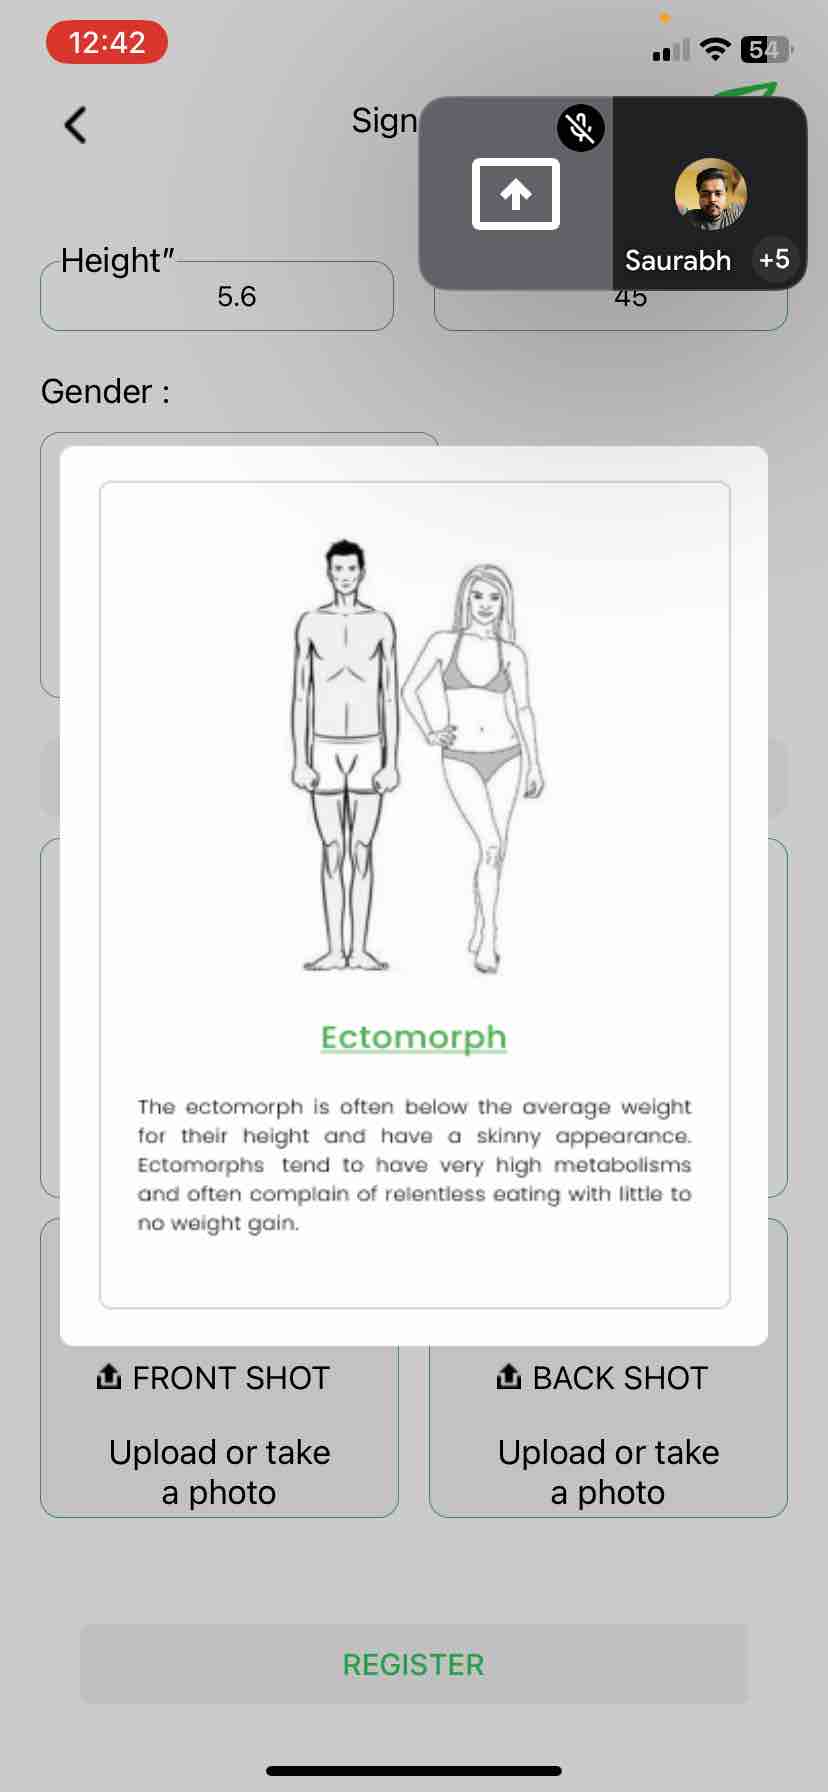 12:42
54
Sign
Saurabh +5
Height"
5.6
45
Gender :
Ectomorph
The ectomorph is often below the average weight
for their height and have a skinny appearance.
Ectomorphs tend to have very high metabolisms
and often complain of relentless eating with little to
no weight gain.
FRONT SHOT
Upload or take
a photo
BACK SHOT
Upload or take
a photo
REGISTER